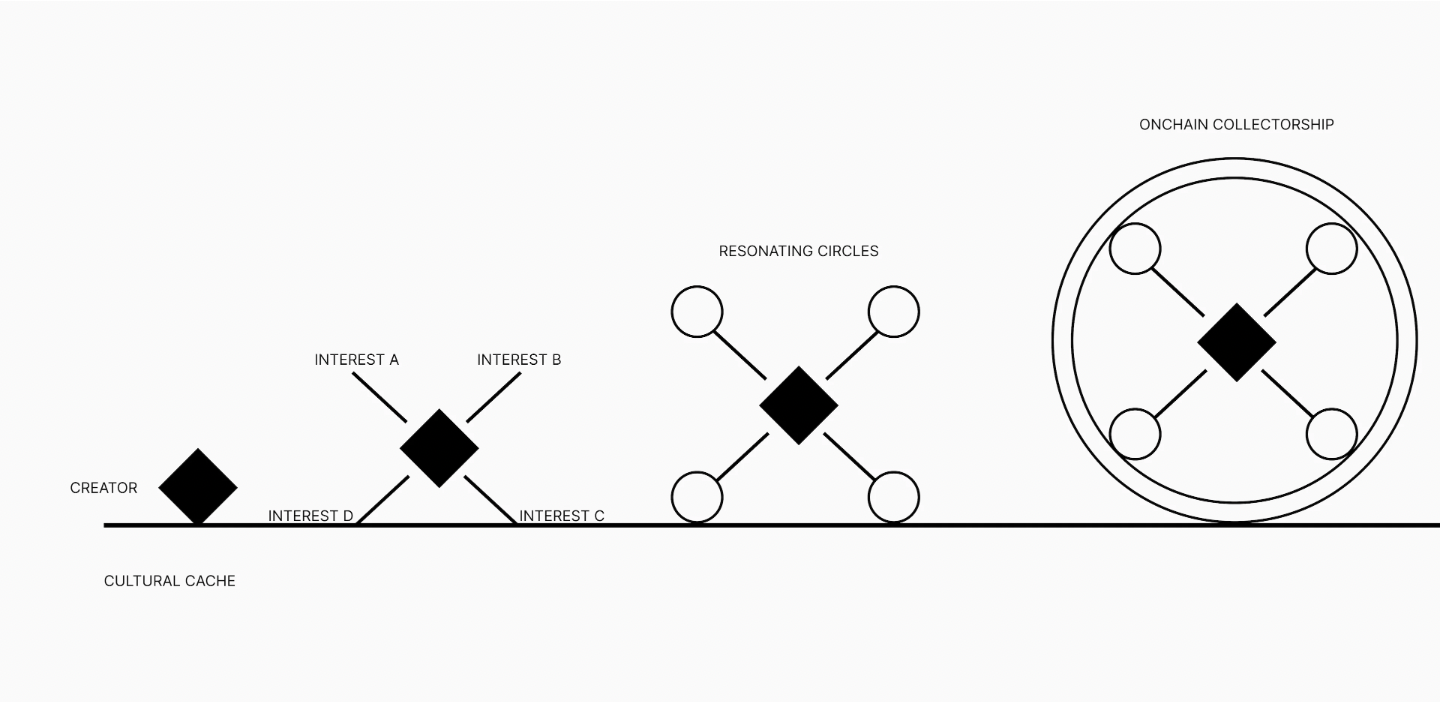 ONCHAIN COLLECTORSHIP
RESONATING CIRCLES
INTEREST A
INTEREST B
CREATOR
INTEREST D
INTEREST C
CULTURAL CACHE